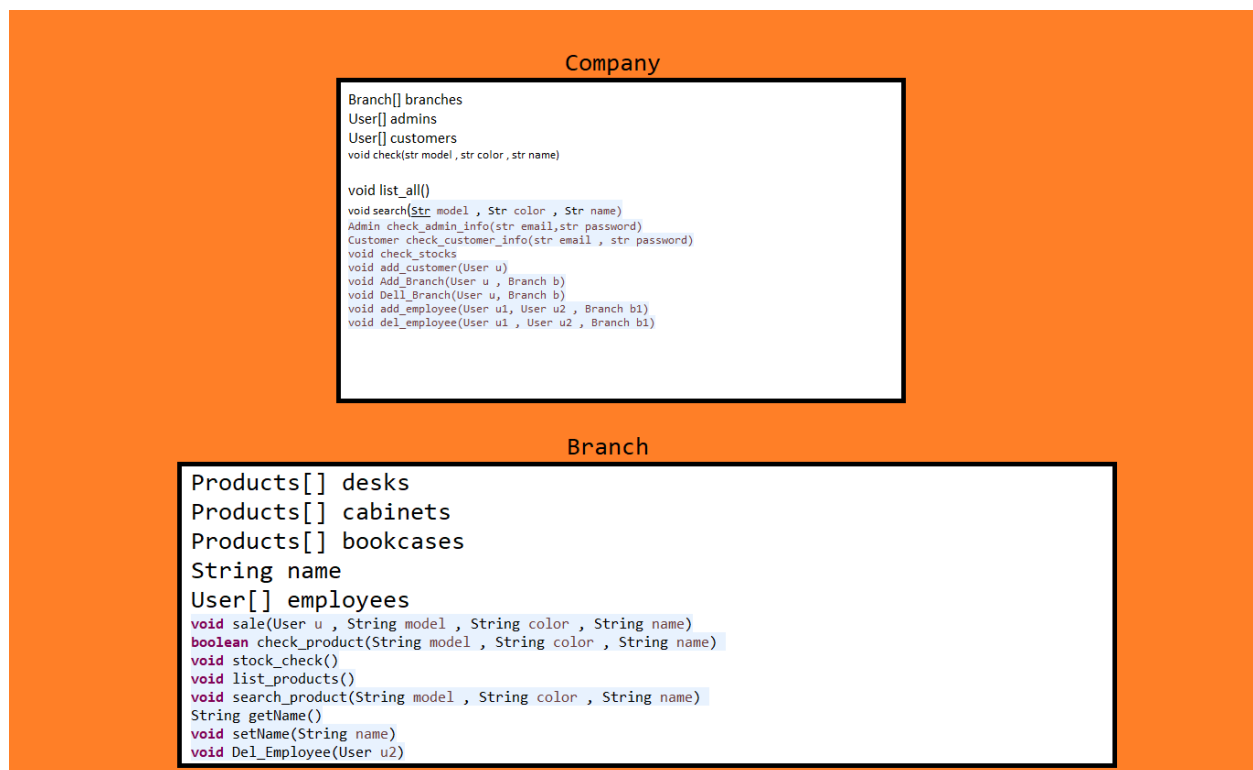 Company
Branch[] branches
User[] admins
User[] customers
void check(str model , str color , str name)
void list_all()
void search(Str model , Str color , Str name)
Admin check_admin_info(str email,str password)
Customer check_customer_info(str email , str password)
void check_stocks
void add_customer(User u)
void Add_Branch(User u , Branch b)
void Dell_Branch(User u, Branch b)
void add_employee(User u1, User u2 , Branch b1)
void del_employee(User u1 , User u2 , Branch b1)
Branch
Products[] desks
Products[] cabinets
Products[] bookcases
String name
User[] employees
void sale(User u , String model , String color , String name)
boolean check_product(String model , String color , String name)
void stock_check()
void list_products()
void search_product(String model , String color , String name)
String getName()
void setName(String name)
void Del_Employee(User u2)